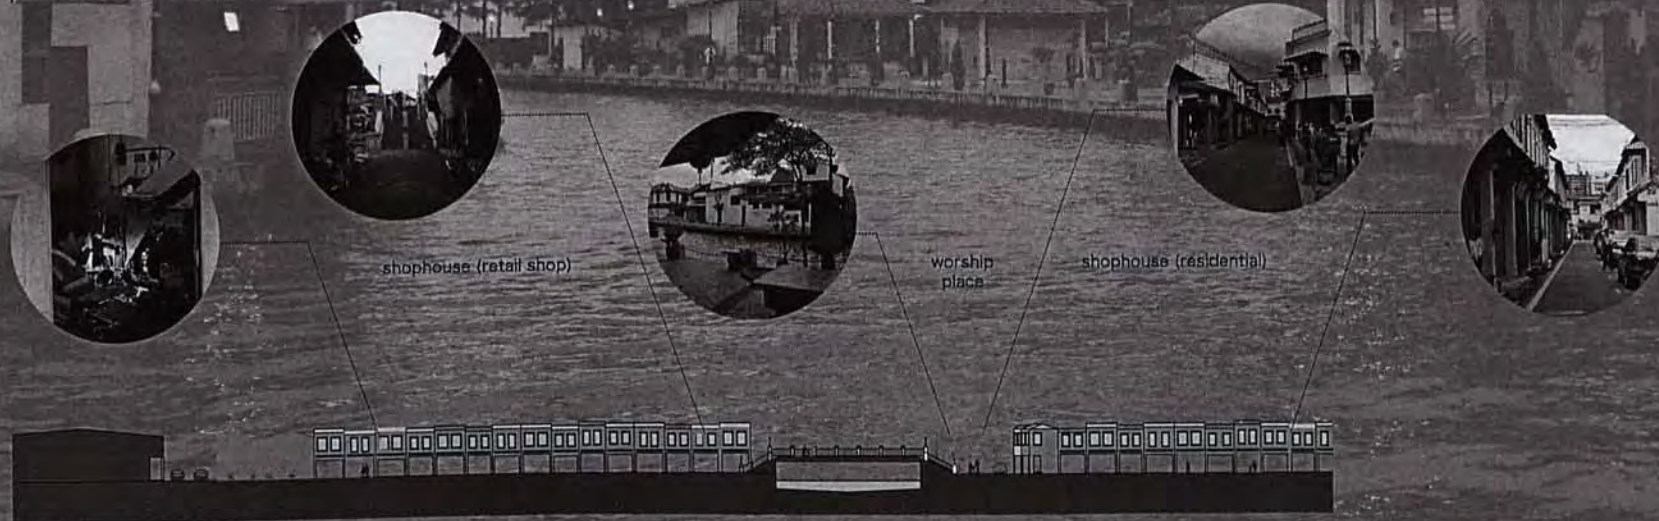 shophouse (retail shop)
worship
place
shophouse (residential)